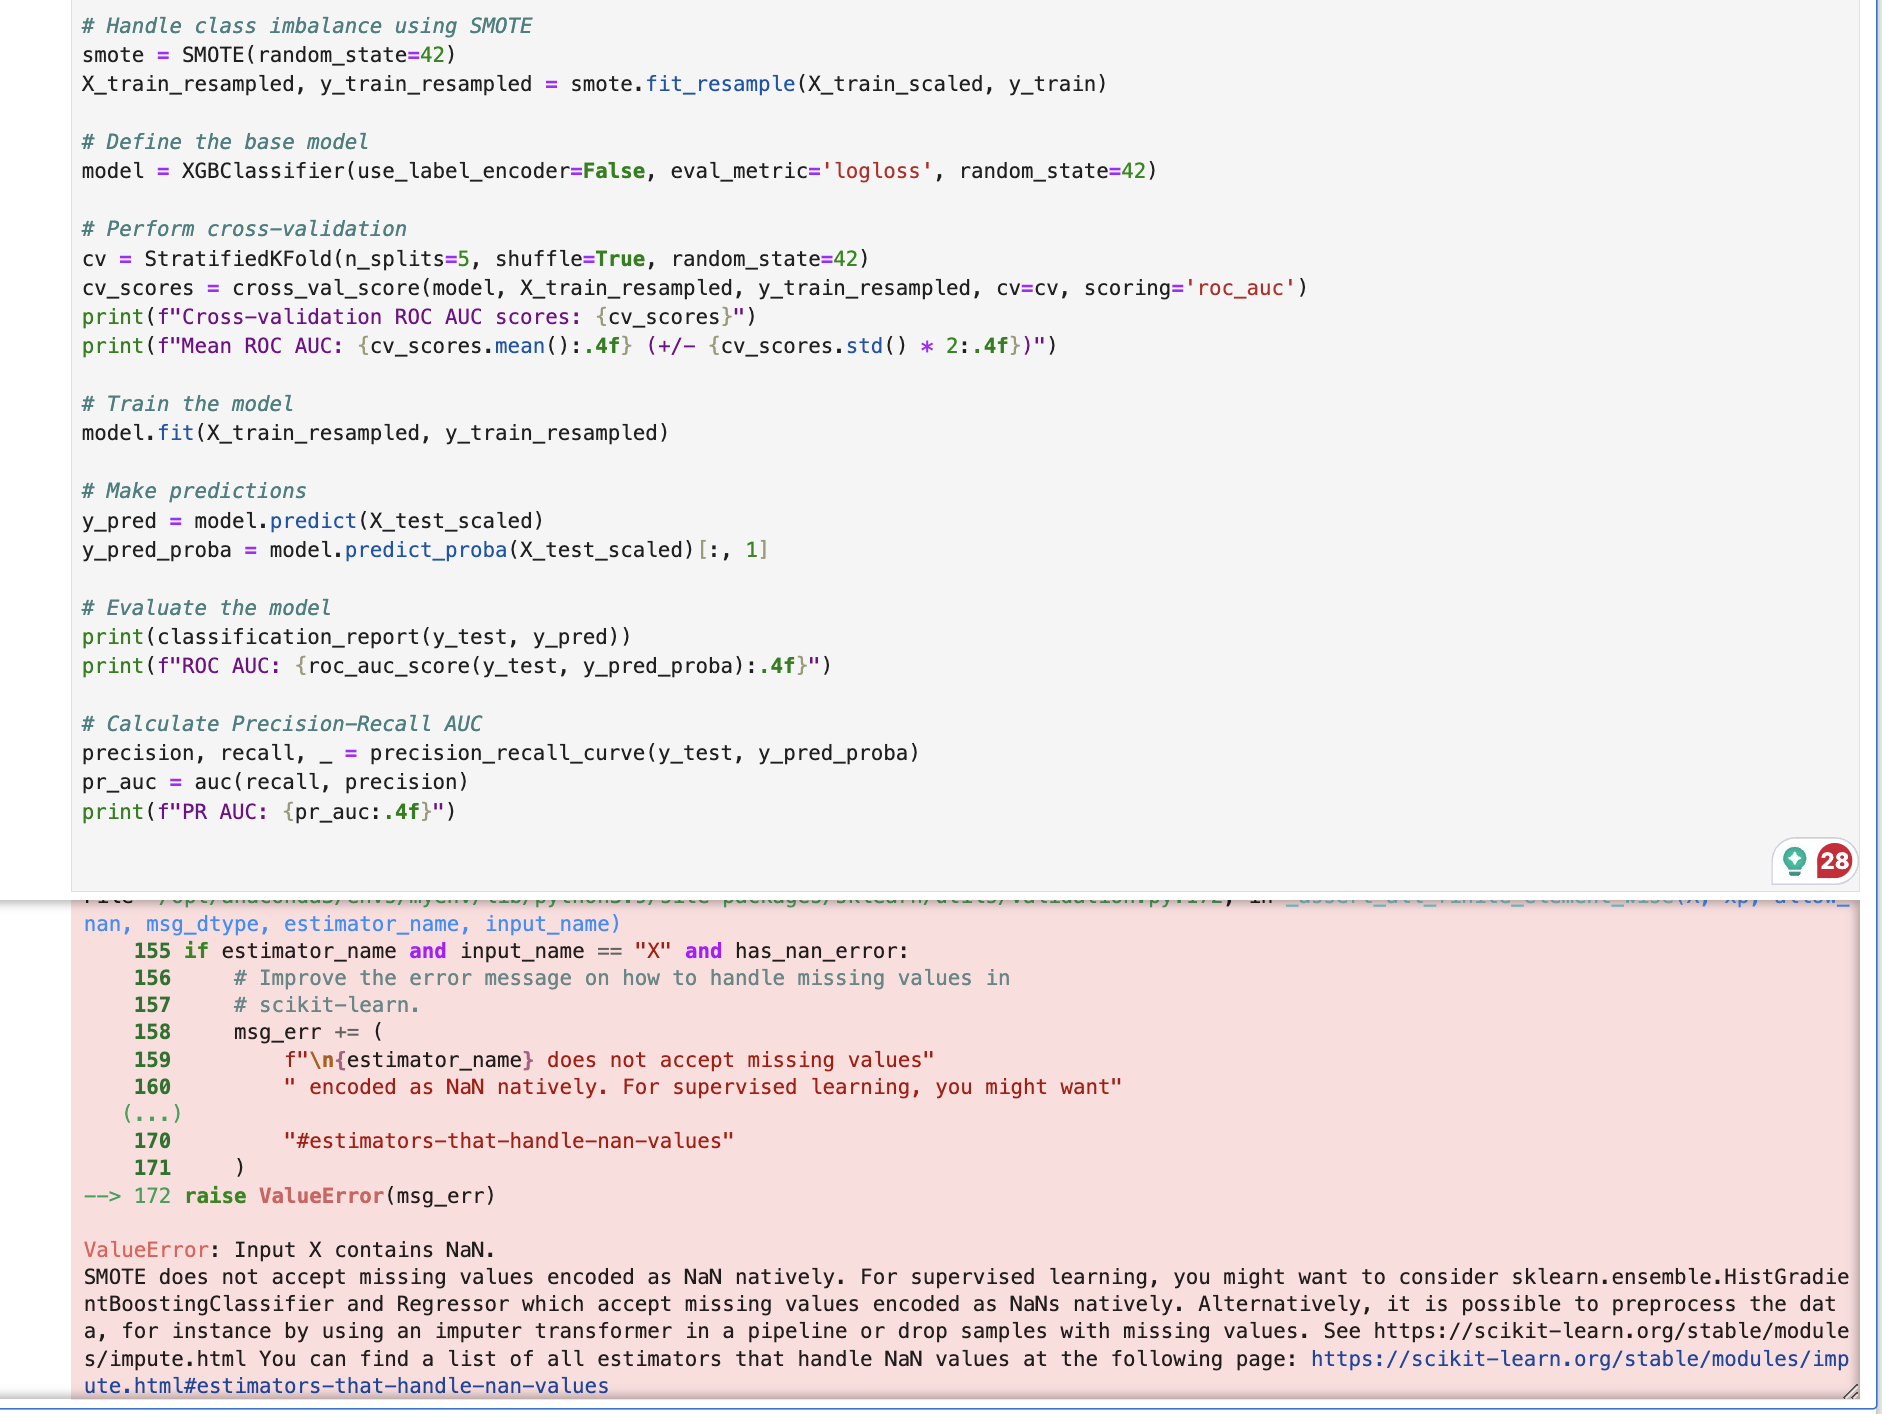 # Handle class imbalance using SMOTE
smote = SMOTE(random_state=42)
X_train_resampled, y_train_resampled = smote.fit_resample(X_train_scaled, y_train)
# Define the base model
model = XGBClassifier(use_label_encoder=False, eval_metric='logloss', random_state=42)
# Perform cross-validation
cv = StratifiedKFold(n_splits=5, shuffle=True, random_state=42)
cv_scores = cross_val_score(model, X_train_resampled, y_train_resampled, cv=cv, scoring='roc_auc')
print(f"Cross-validation ROC AUC scores: {cv_scores}")
print(f"Mean ROC AUC: {cv_scores.mean():.4f} (+/- {cv_scores.std() * 2:.4f})")
# Train the model
model.fit(X_train_resampled, y_train_resampled)
# Make predictions
y_pred = model.predict(X_test_scaled)
y_pred_proba = model.predict_proba(X_test_scaled)[:, 1]
# Evaluate the model
print(classification_report(y_test, y_pred))
print(f"ROC AUC: {roc_auc_score(y_test, y_pred_proba):.4f}")
# Calculate Precision-Recall AUC
precision, recall, _ = precision_recall_curve(y_test, y_pred_proba)
pr_auc = auc(recall, precision)
print(f"PR AUC: {pr_auc:.4f}")
28
nan, msg_dtype, estimator_name, input_name)
155 if estimator_name and input_name == "X" and has_nan_error:
156     # Improve the error message on how to handle missing values in
157     # scikit-learn.
158     msg_err += (
159         f"\n{estimator_name} does not accept missing values"
160         " encoded as NaN natively. For supervised learning, you might want"
(...)
170         "#estimators-that-handle-nan-values"
171     )
--> 172 raise ValueError(msg_err)
ValueError: Input X contains NaN.
SMOTE does not accept missing values encoded as NaN natively. For supervised learning, you might want to consider sklearn.ensemble.HistGradie
ntBoostingClassifier and Regressor which accept missing values encoded as NaNs natively. Alternatively, it is possible to preprocess the dat
a, for instance by using an imputer transformer in a pipeline or drop samples with missing values. See https://scikit-learn.org/stable/module
s/impute.html You can find a list of all estimators that handle NaN values at the following page: https://scikit-learn.org/stable/modules/imp
ute.html#estimators-that-handle-nan-values